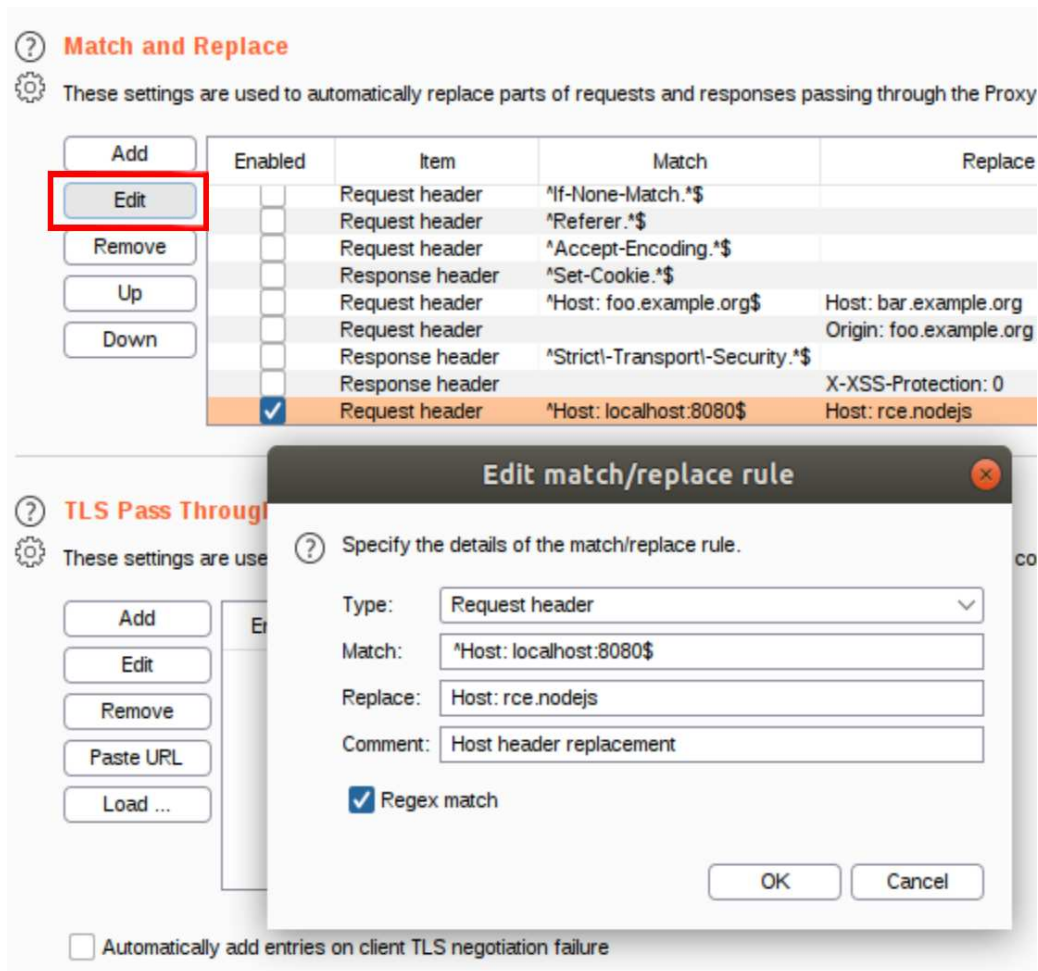 Match and Replace
These settings are used to automatically replace parts of requests and responses passing through the Proxy
Add
Edit
Remove
Up
Down
Enabled Item Match Replace
Request header ^If-None-Match.*$
Request header ^Referer.*$
Request header ^Accept-Encoding.*$
Response header ^Set-Cookie.*$
Request header ^Host: foo.example.org$ Host: bar.example.org
Request header Origin: foo.example.org
Response header ^Strict\-Transport\-Security.*$
Response header X-XSS-Protection: 0
Request header ^Host: localhost:8080$ Host: rce.nodejs
TLS Pass Through
These settings are use co
Add
Edit
Remove
Paste URL
Load ...
Er
Edit match/replace rule
Specify the details of the match/replace rule.
Type: Request header
Match: ^Host: localhost:8080$
Replace: Host: rce.nodejs
Comment: Host header replacement
Regex match
OK Cancel
Automatically add entries on client TLS negotiation failure